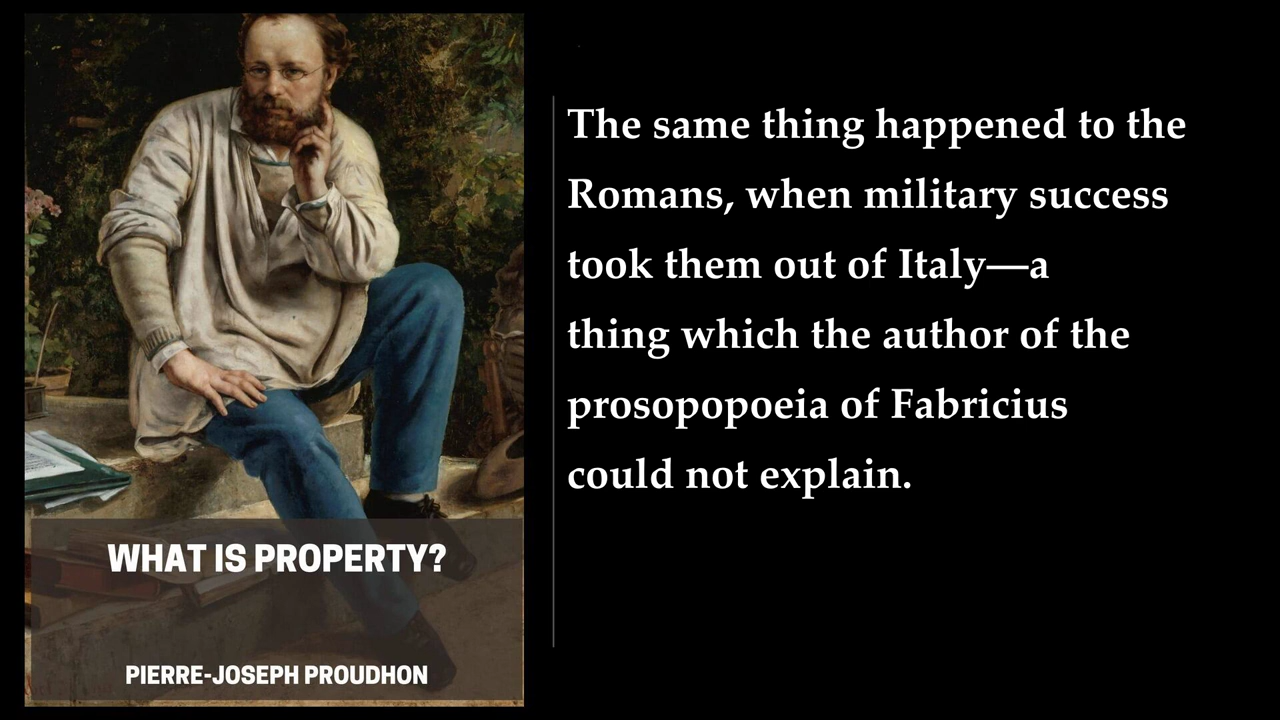 The same thing happened to the
Romans, when military success
took them out of Italy—a
thing which the author of the
prosopopoeia of Fabricius
could not explain.
WHAT IS PROPERTY?
PIERRE-JOSEPH PROUDHON